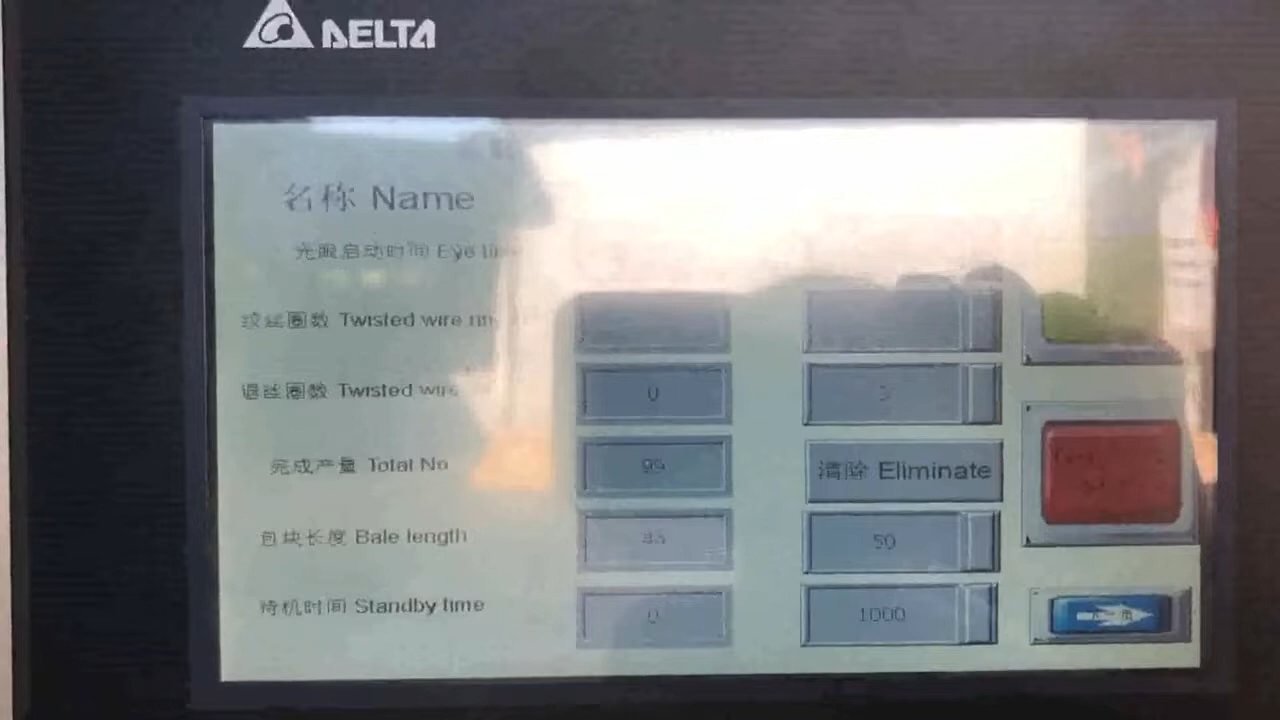 DELTA
名称 Name
光眼启动时间 Eye
绞丝圈数 Twisted wire
0
退丝圈数 Twisted wire
0
完成产量 Total No
清除 Eliminate
包块长度 Bale length
50
待机时间 Standby time
0
1000